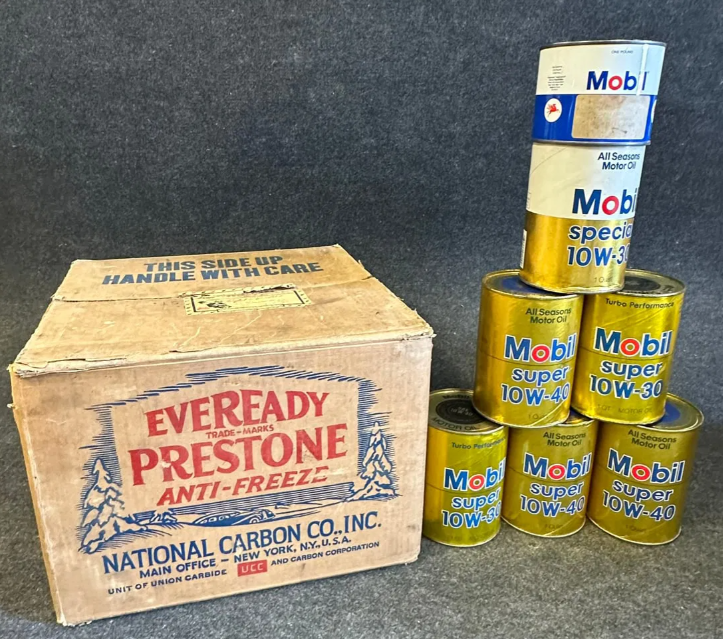 THIS SIDE UP
HANDLE WITH CARE
EVEREADY
TRADE-MARKS
PRESTONE
ANTI-FREEZE
NATIONAL CARBON CO., INC.
MAIN OFFICE - NEW YORK, N.Y., U.S.A.
UNIT OF UNION CARBIDE UCC AND CARBON CORPORATION
Mobil
All Seasons
Motor Oil
Mobil
special
10W-30
All Seasons
Motor Oil
Mobil
super
10W-40
Turbo Performance
Mobil
super
10W-30
Turbo Performance
Mobil
super
10W-30
All Seasons
Motor Oil
Mobil
super
10W-40
All Seasons
Motor Oil
Mobil
super
10W-40